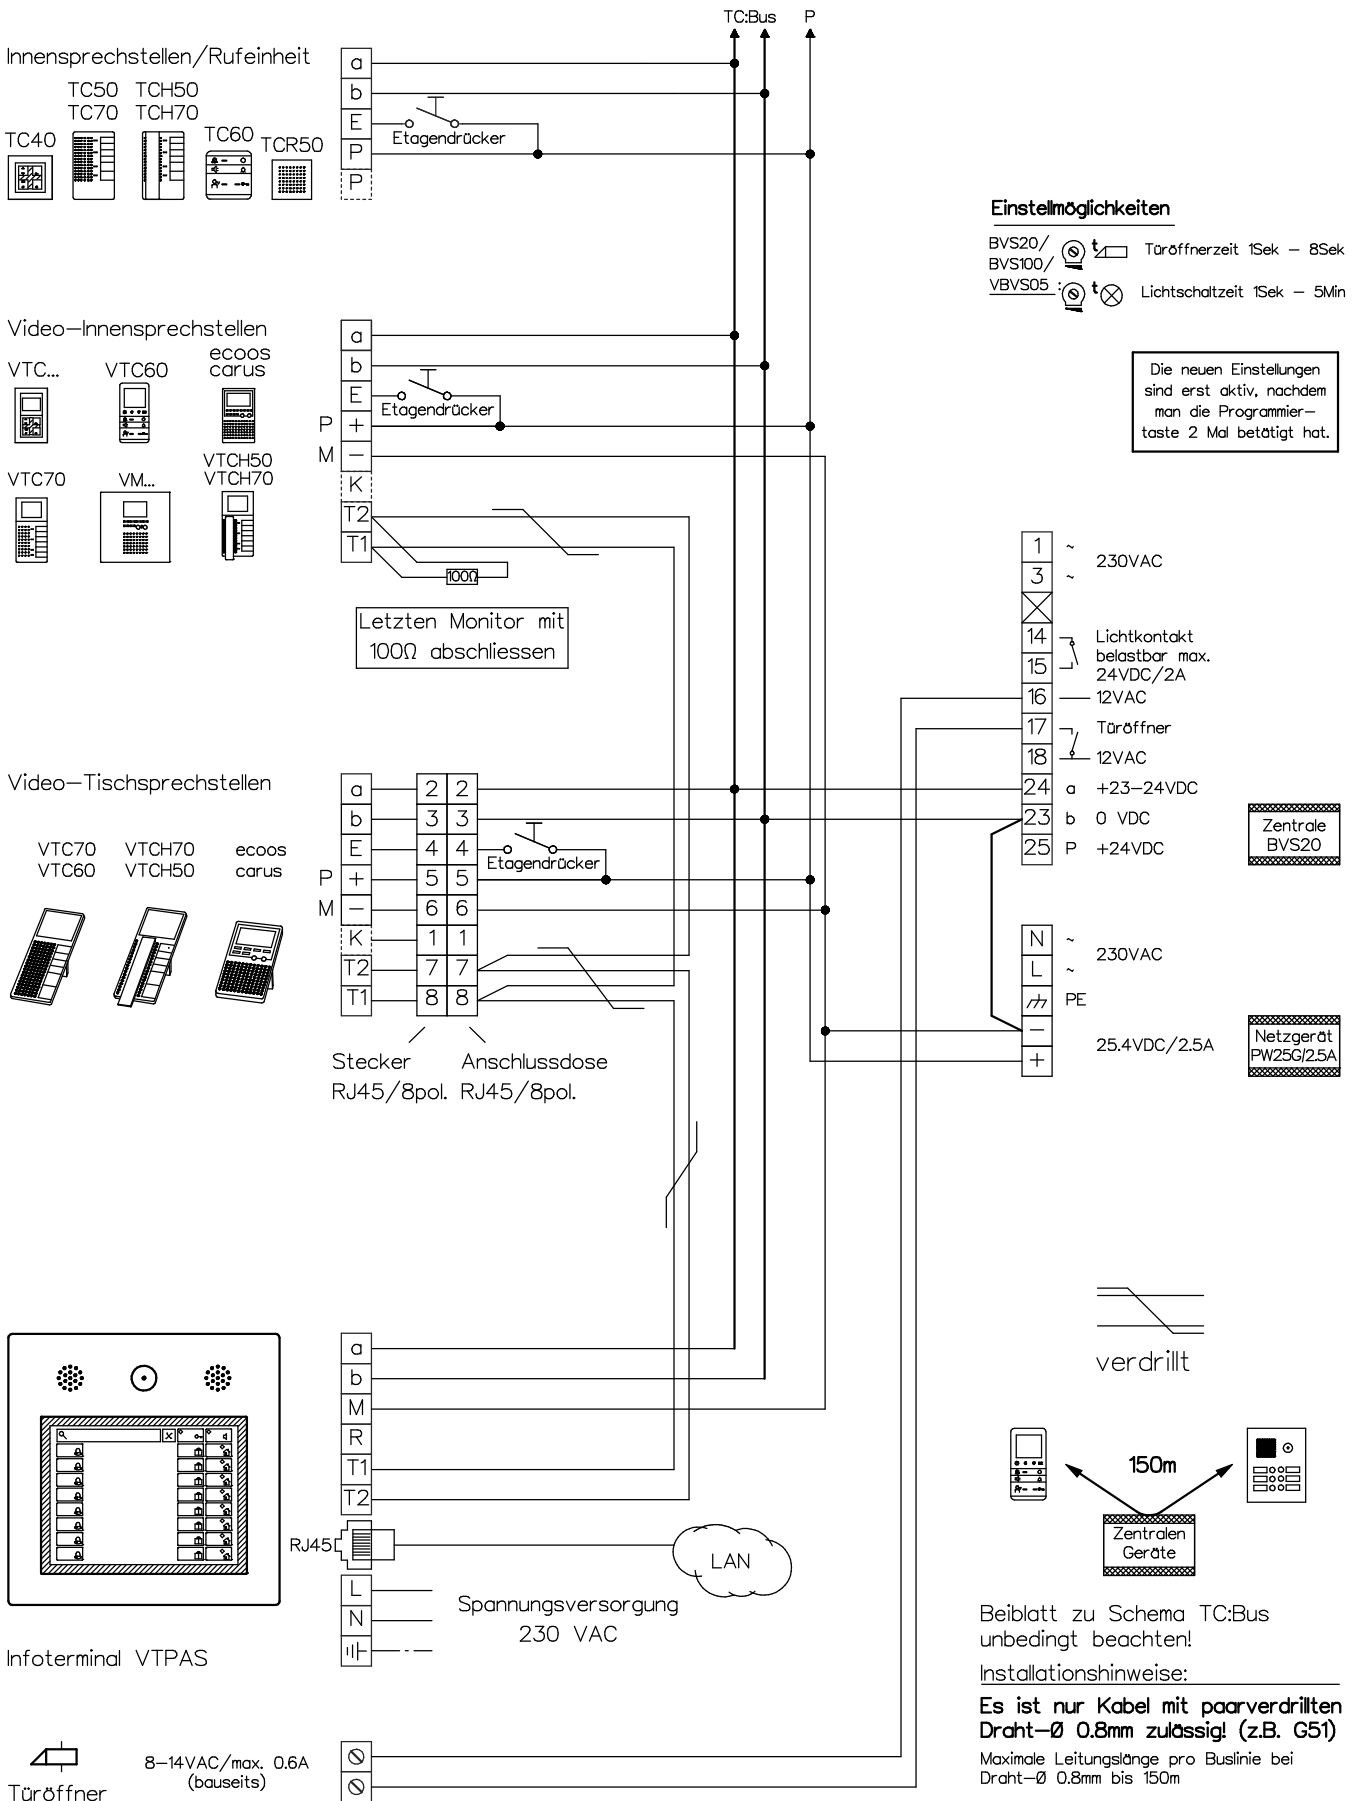 TC:Bus P
Innensprechstellen/Rufeinheit
TC50 TCH50
TC70 TCH70
TC40
TC60
TCR50
a
b
E
P
P
Etagendrücker
Einstellmöglichkeiten
BVS20/
BVS100/
VBVS05 :
t Türöffnerzeit 1Sek – 8Sek
t Lichtschaltzeit 1Sek – 5Min
Die neuen Einstellungen
sind erst aktiv, nachdem
man die Programmier–
taste 2 Mal betätigt hat.
Video–Innensprechstellen
VTC...
VTC60
ecoos
carus
VTC70
VM...
VTCH50
VTCH70
a
b
E
P +
M –
K
T2
T1
Etagendrücker
100Ω
Letzten Monitor mit
100Ω abschliessen
1 ~
230VAC
3 ~
14 Lichtkontakt
belastbar max.
15 24VDC/2A
16 12VAC
17 Türöffner
18 12VAC
24 a +23–24VDC
23 b 0 VDC
25 P +24VDC
Zentrale
BVS20
N ~
230VAC
L ~
PE
–
25.4VDC/2.5A
+
Netzgerät
PW25G/2.5A
Video–Tischsprechstellen
VTC70 VTCH70 ecoos
VTC60 VTCH50 carus
a 2 2
b 3 3
E 4 4
P + 5 5
M – 6 6
K 1 1
T2 7 7
T1 8 8
Etagendrücker
Stecker Anschlussdose
RJ45/8pol. RJ45/8pol.
verdrillt
a
b
M
R
T1
T2
RJ45
LAN
L
N
Spannungsversorgung
230 VAC
Infoterminal VTPAS
150m
Zentralen
Geräte
Beiblatt zu Schema TC:Bus
unbedingt beachten!
Installationshinweise:
Es ist nur Kabel mit paarverdrillten
Draht–Ø 0.8mm zulässig! (z.B. G51)
Maximale Leitungslänge pro Buslinie bei
Draht–Ø 0.8mm bis 150m
Türöffner
8–14VAC/max. 0.6A
(bauseits)